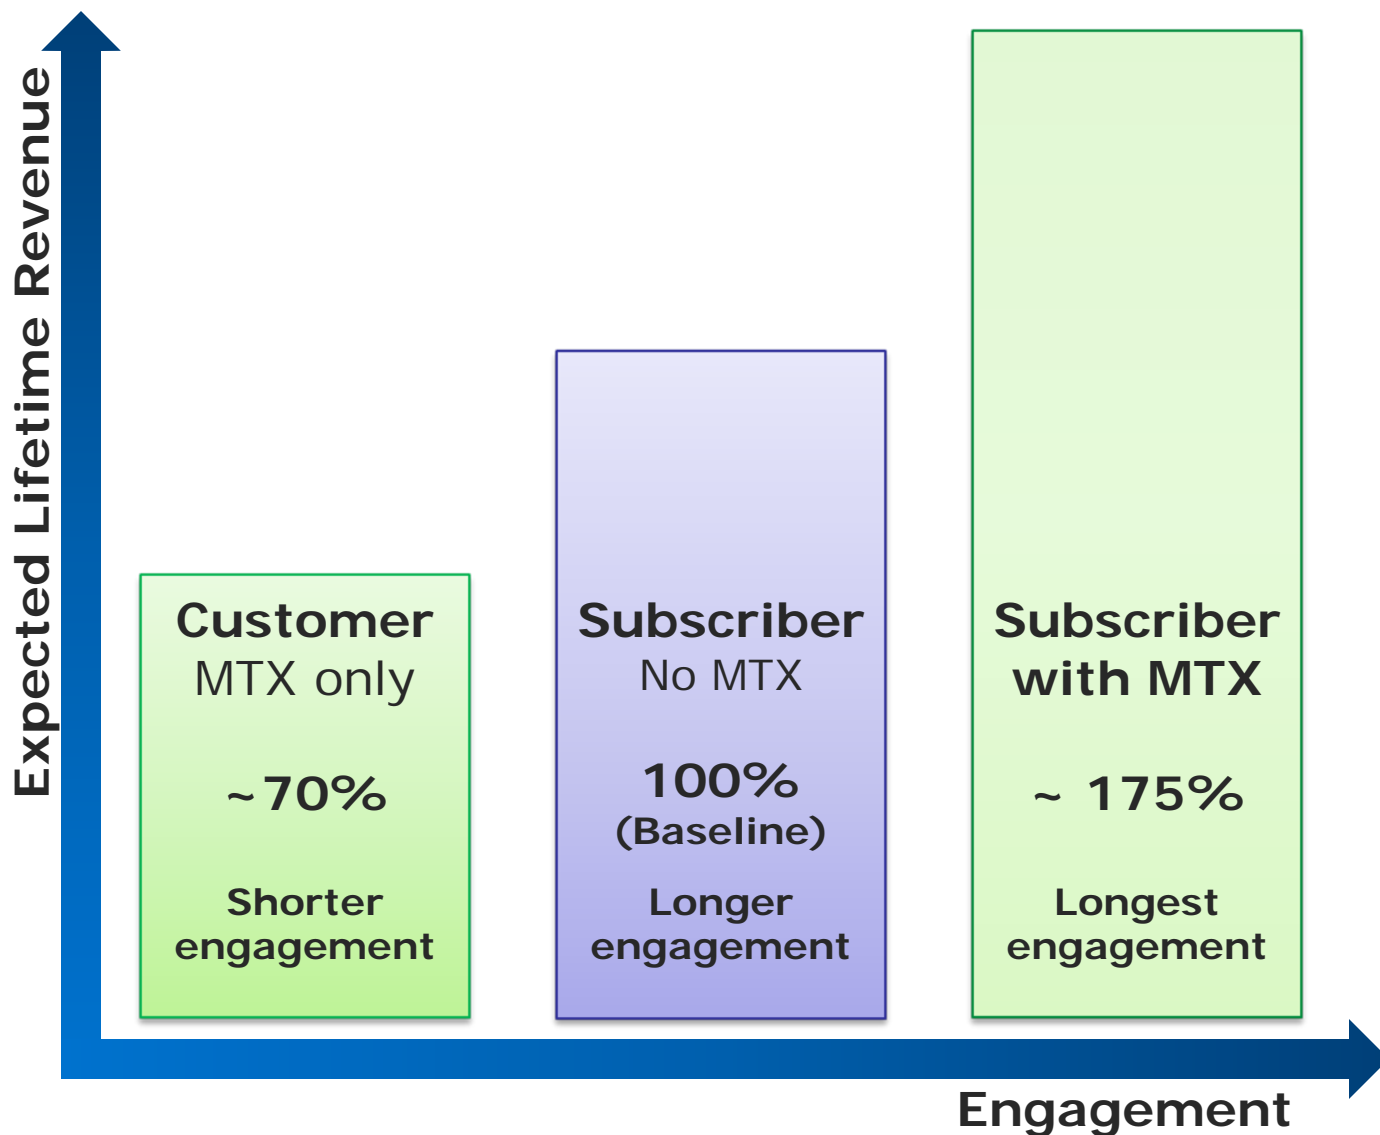 Expected Lifetime Revenue
Customer
MTX only
~70%
Shorter
engagement
Subscriber
No MTX
100%
(Baseline)
Longer
engagement
Subscriber
with MTX
~ 175%
Longest
engagement
Engagement